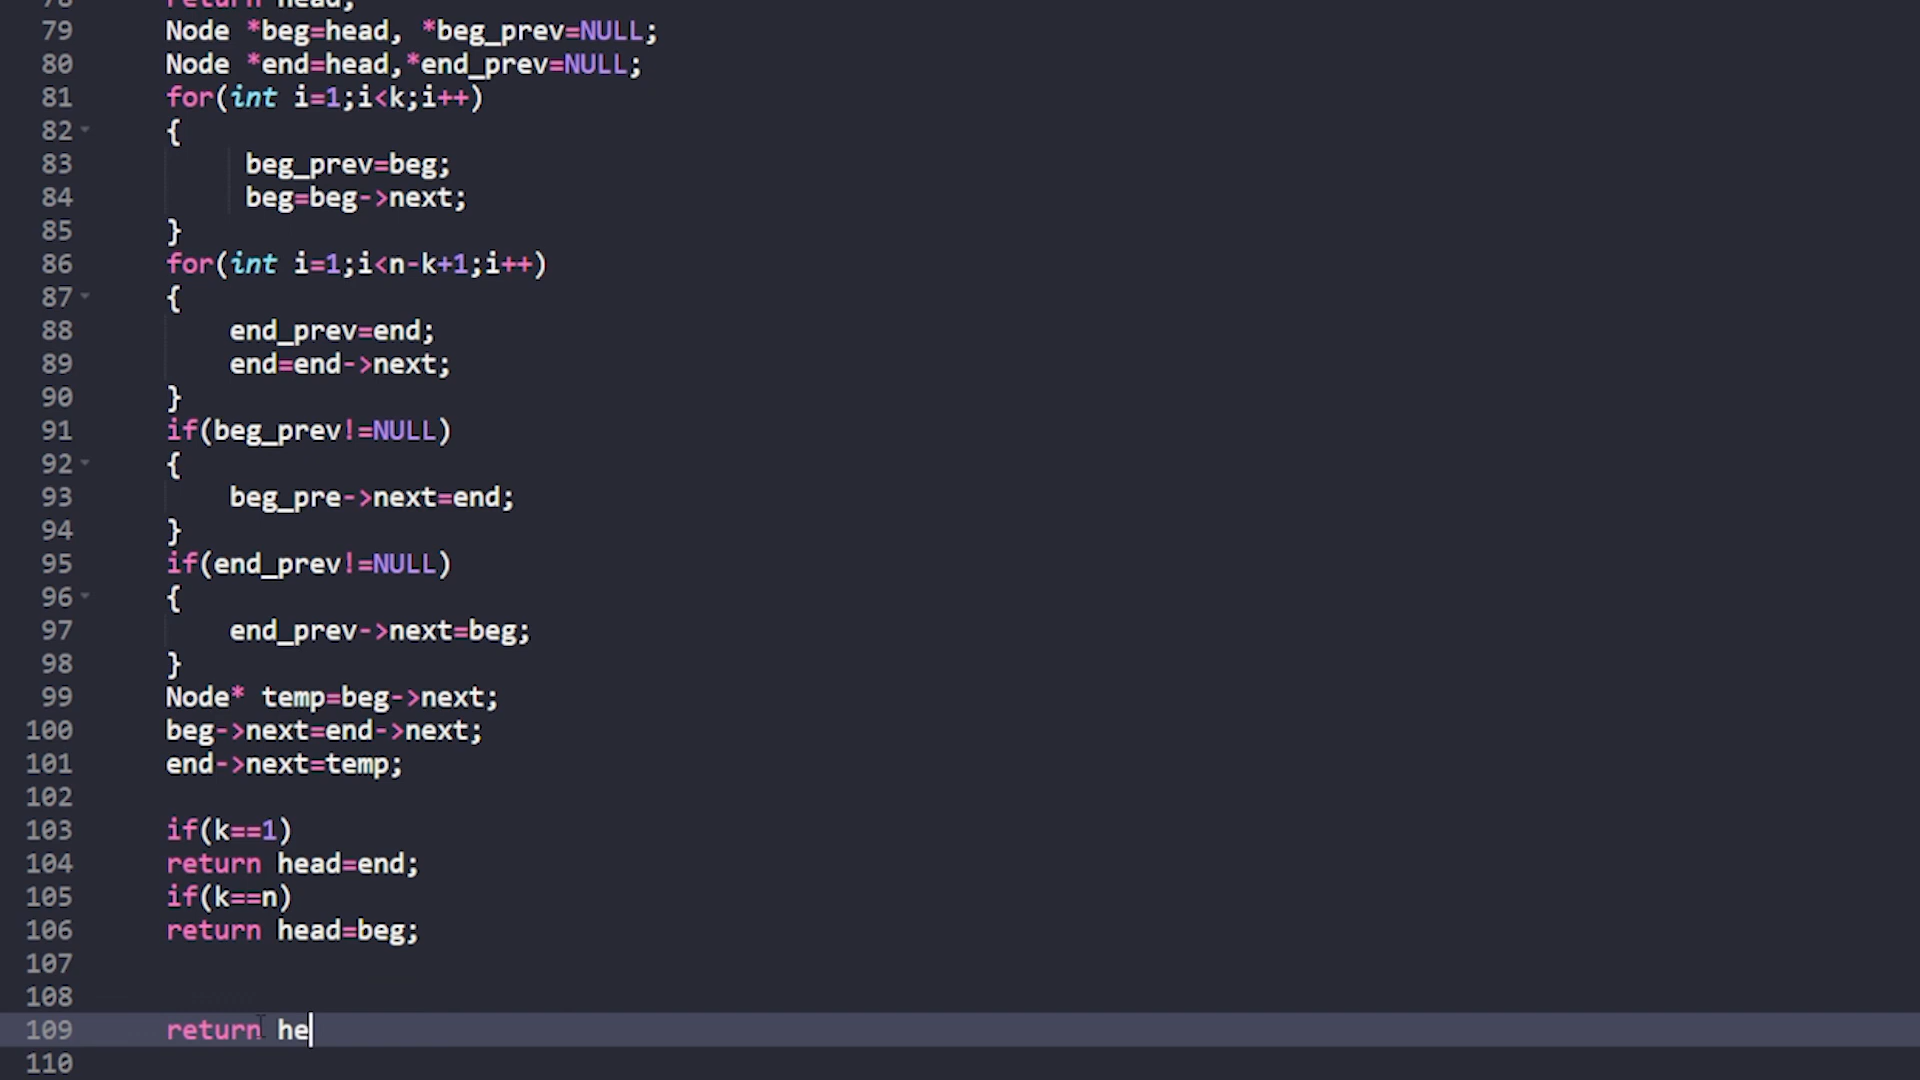 78 return head;
79 Node *beg=head, *beg_prev=NULL;
80 Node *end=head,*end_prev=NULL;
81 for(int i=1;i<k;i++)
82 {
83 beg_prev=beg;
84 beg=beg->next;
85 }
86 for(int i=1;i<n-k+1;i++)
87 {
88 end_prev=end;
89 end=end->next;
90 }
91 if(beg_prev!=NULL)
92 {
93 beg_pre->next=end;
94 }
95 if(end_prev!=NULL)
96 {
97 end_prev->next=beg;
98 }
99 Node* temp=beg->next;
100 beg->next=end->next;
101 end->next=temp;
102
103 if(k==1)
104 return head=end;
105 if(k==n)
106 return head=beg;
107
108
109 return he
110